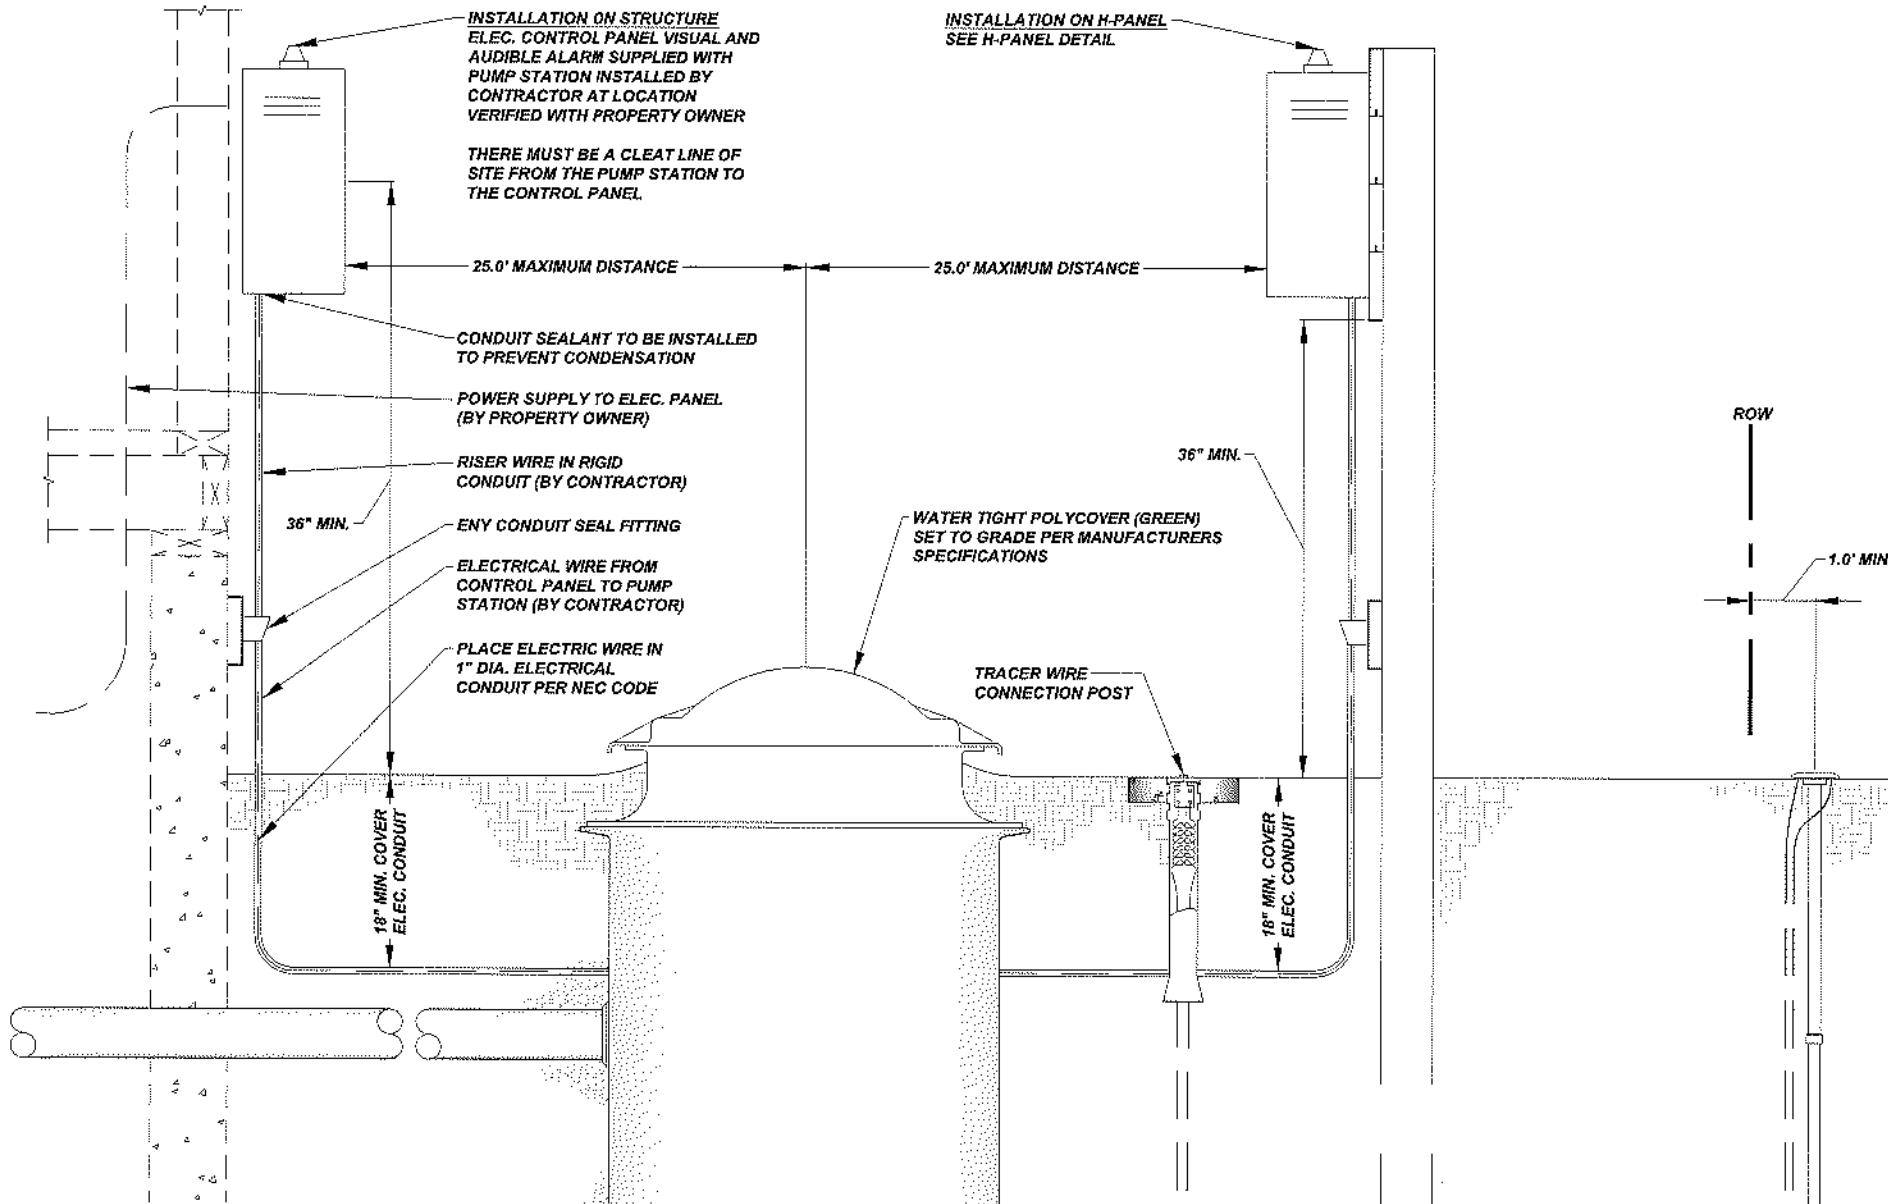 INSTALLATION ON STRUCTURE
ELEC. CONTROL PANEL VISUAL AND
AUDIBLE ALARM SUPPLIED WITH
PUMP STATION INSTALLED BY
CONTRACTOR AT LOCATION
VERIFIED WITH PROPERTY OWNER
THERE MUST BE A CLEAT LINE OF
SITE FROM THE PUMP STATION TO
THE CONTROL PANEL
INSTALLATION ON H-PANEL
SEE H-PANEL DETAIL
25.0' MAXIMUM DISTANCE
25.0' MAXIMUM DISTANCE
CONDUIT SEALANT TO BE INSTALLED
TO PREVENT CONDENSATION
POWER SUPPLY TO ELEC. PANEL
(BY PROPERTY OWNER)
RISER WIRE IN RIGID
CONDUIT (BY CONTRACTOR)
36" MIN.
ENY CONDUIT SEAL FITTING
ELECTRICAL WIRE FROM
CONTROL PANEL TO PUMP
STATION (BY CONTRACTOR)
PLACE ELECTRIC WIRE IN
1" DIA. ELECTRICAL
CONDUIT PER NEC CODE
WATER TIGHT POLYCOVER (GREEN)
SET TO GRADE PER MANUFACTURERS
SPECIFICATIONS
36" MIN.
ROW
1.0' MIN
TRACER WIRE
CONNECTION POST
18" MIN. COVER
ELEC. CONDUIT
18" MIN. COVER
ELEC. CONDUIT